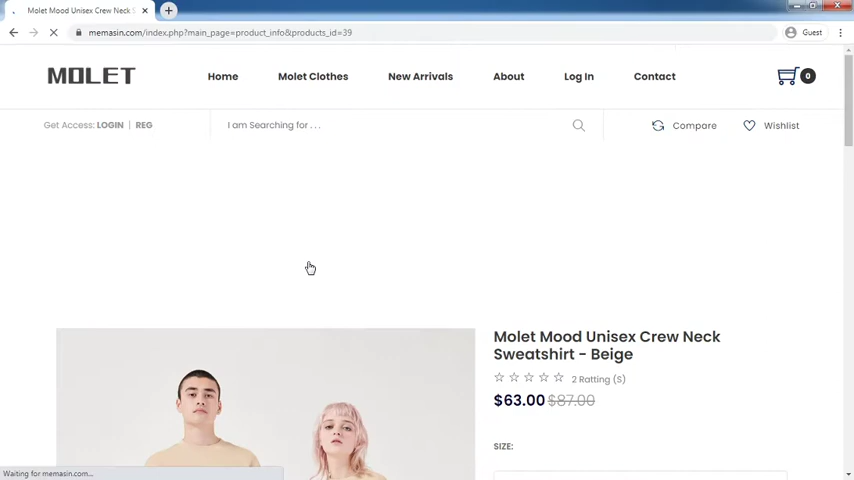 Molet Mood Unisex Crew Neck S
memasin.com/index.php?main_page=product_info&products_id=39
Guest
MOLET
Home
Molet Clothes
New Arrivals
About
Log In
Contact
0
Get Access: LOGIN | REG
I am Searching for . . .
Compare
Wishlist
Molet Mood Unisex Crew Neck
Sweatshirt - Beige
2 Ratting (S)
$63.00 $87.00
SIZE:
Waiting for memasin.com...